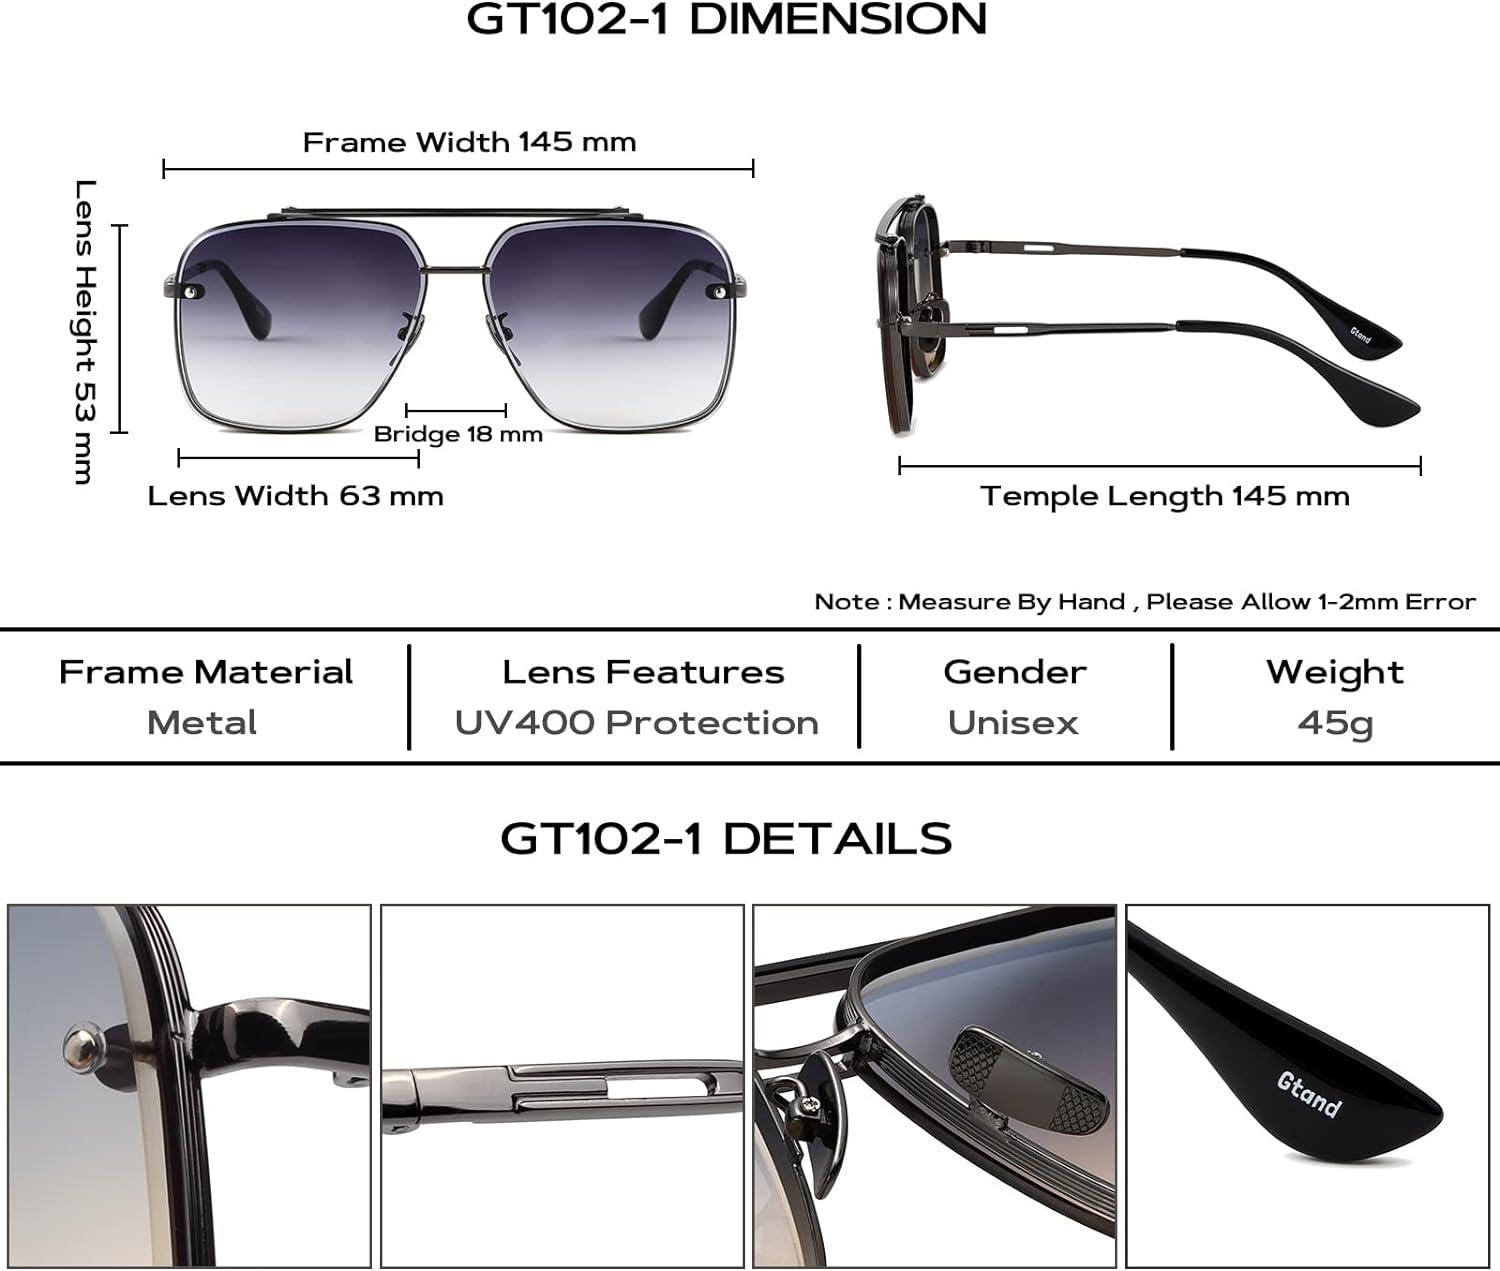 GT102-1 DIMENSION
Frame Width 145 mm
Lens Height 53 mm
Bridge 18 mm
Lens Width 63 mm
Gtand
Temple Length 145 mm
Note : Measure By Hand , Please Allow 1-2mm Error
Frame Material
Metal
Lens Features
UV400 Protection
Gender
Unisex
Weight
45g
GT102-1 DETAILS
Gtand